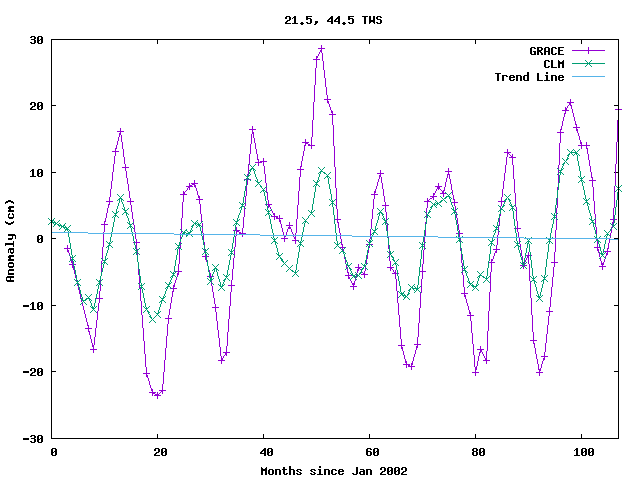 21.5, 44.5 TWS
30
GRACE
CLM
Trend Line
20
10
0
-10
-20
-30
Anomaly (cm)
0 20 40 60 80 100
Months since Jan 2002